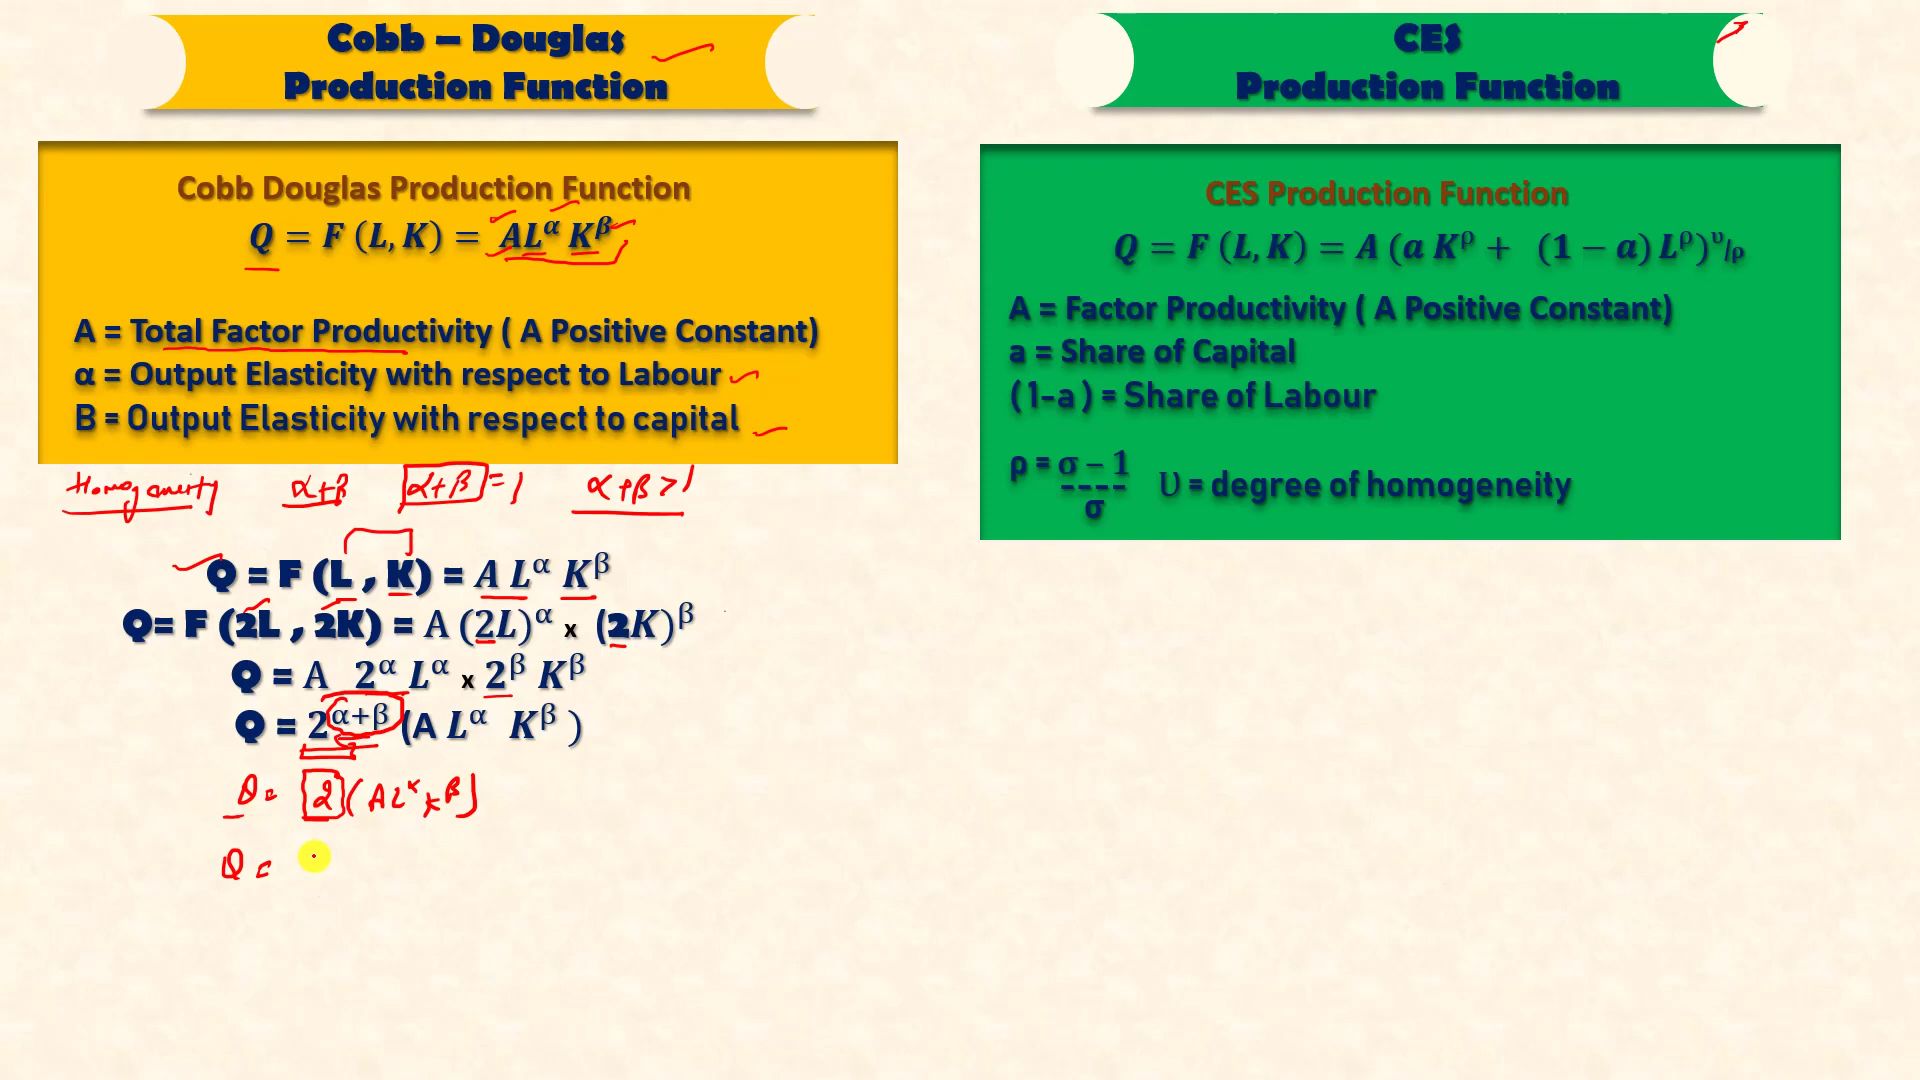 Cobb – Douglas
Production Function
Cobb Douglas Production Function
Q = F (L, K) = AL^α K^β
A = Total Factor Productivity ( A Positive Constant)
α = Output Elasticity with respect to Labour
B = Output Elasticity with respect to capital
Homogeneity α+β α+β = 1 α+β > 1
Q = F (L , K) = A L^α K^β
Q= F (2L , 2K) = A (2L)^α x (2K)^β
Q = A 2^α L^α x 2^β K^β
Q = 2^α+β (A L^α K^β )
Q = 2 (A L^α K^β)
Q =
CES
Production Function
CES Production Function
Q = F (L, K) = A (a K^ρ + (1 − a) L^ρ)^υ/ρ
A = Factor Productivity ( A Positive Constant)
a = Share of Capital
(1-a ) = Share of Labour
ρ = σ − 1
---- 
σ
Ʋ = degree of homogeneity